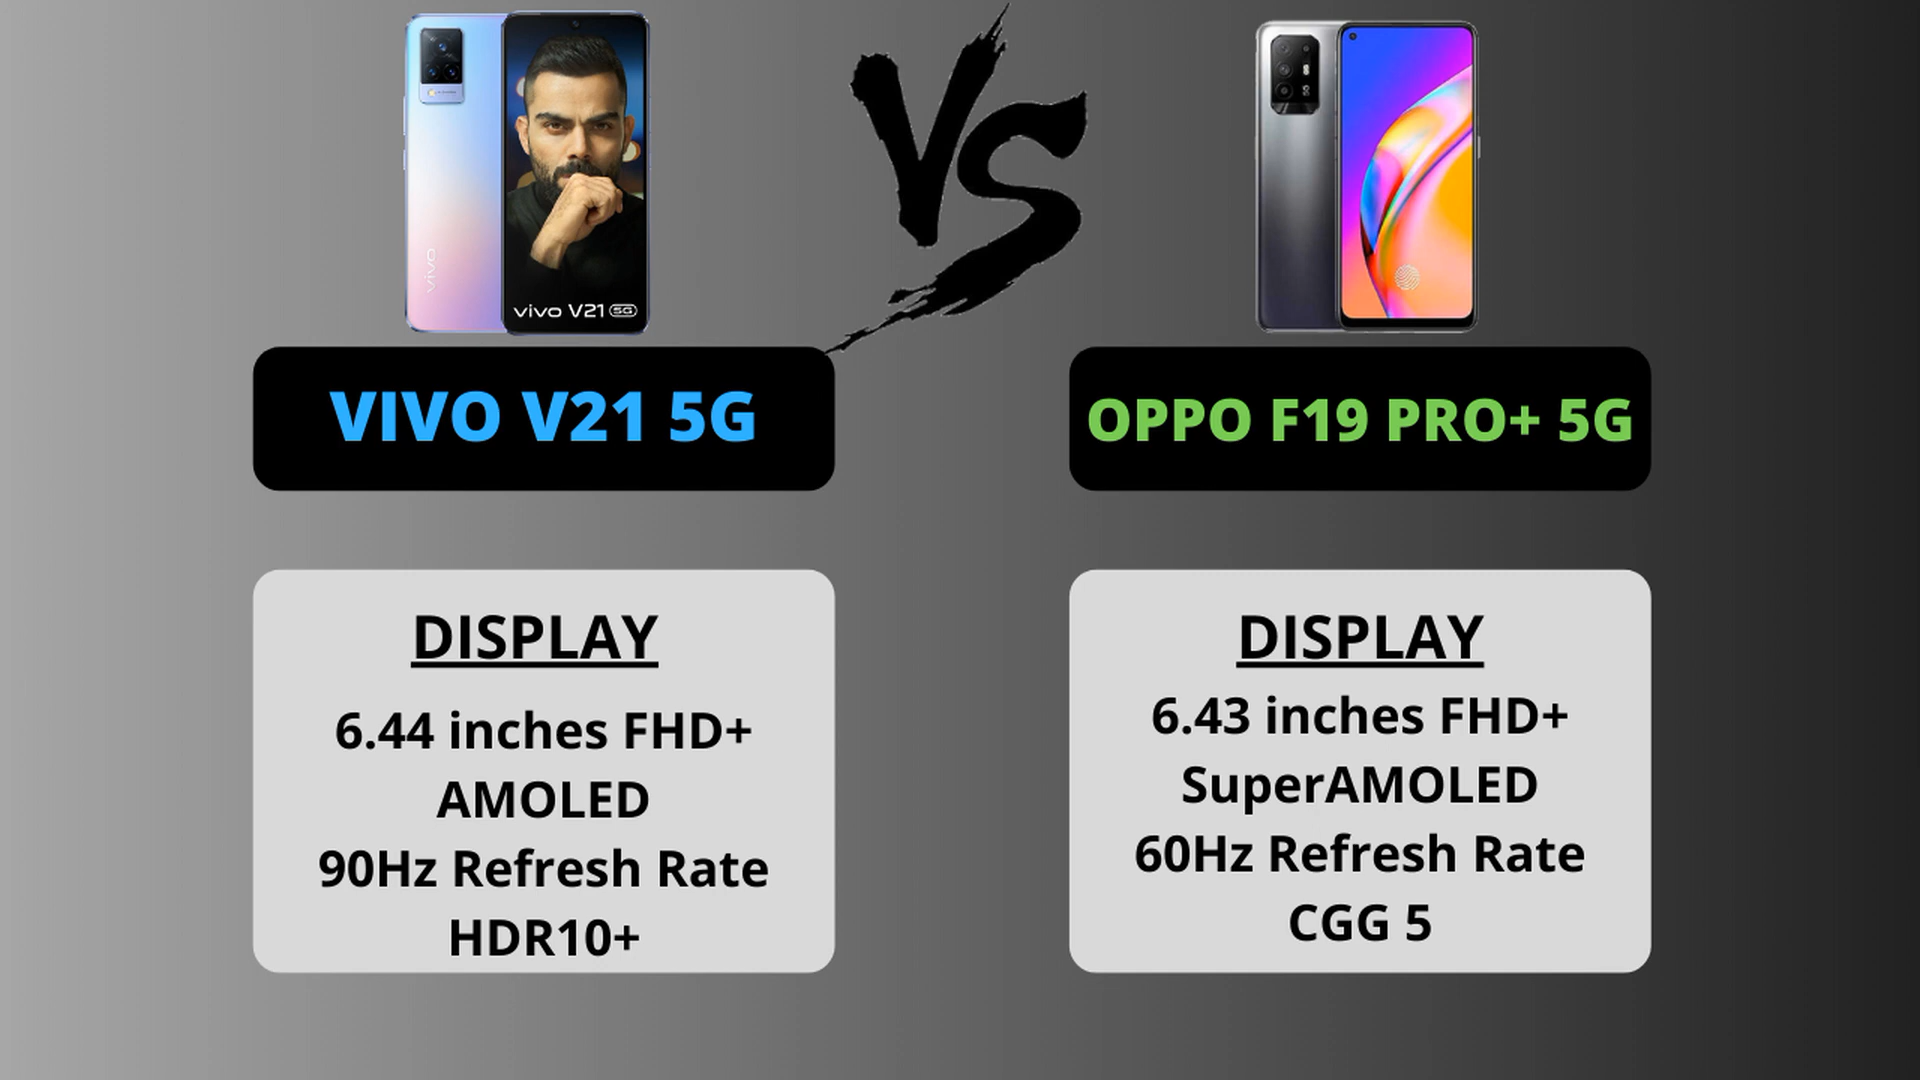 vivo
vivo V21 5G
VS
VIVO V21 5G
OPPO F19 PRO+ 5G
DISPLAY
6.44 inches FHD+
AMOLED
90Hz Refresh Rate
HDR10+
DISPLAY
6.43 inches FHD+
SuperAMOLED
60Hz Refresh Rate
CGG 5